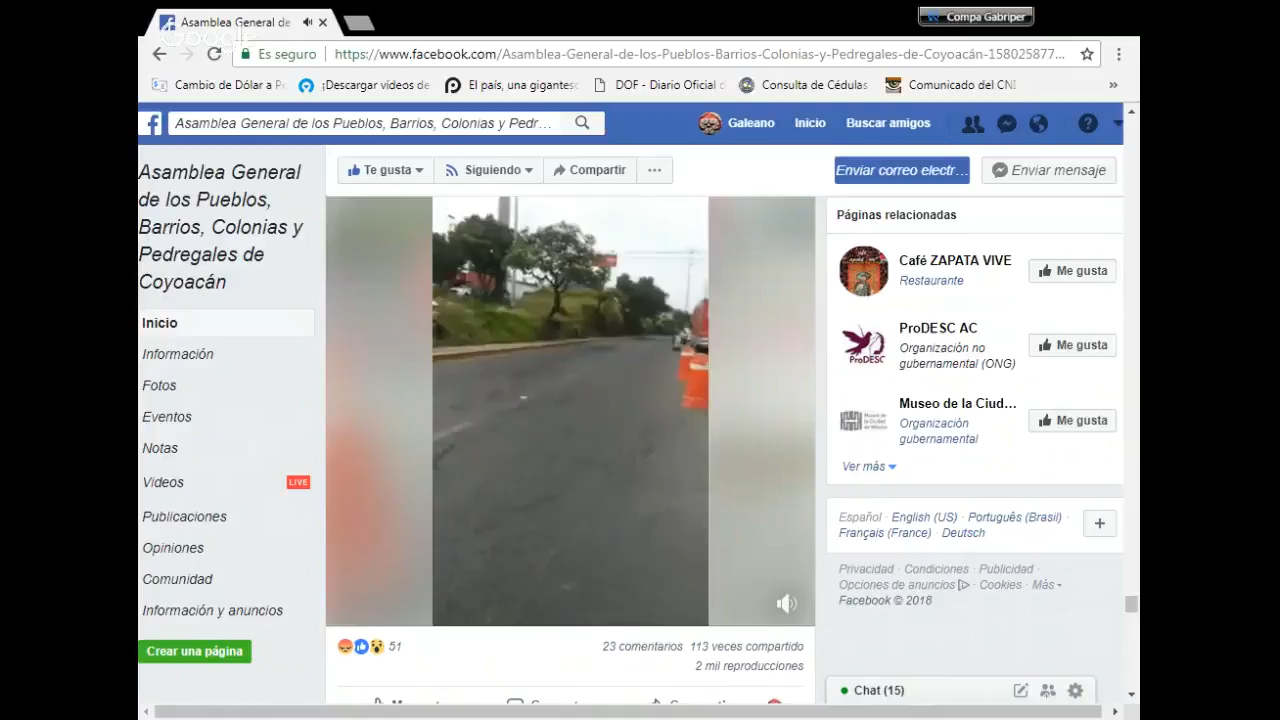 Asamblea General de
Compa Gabriper
Google
Es seguro
https://www.facebook.com/Asamblea-General-de-los-Pueblos-Barrios-Colonias-y-Pedregales-de-Coyoacán-158025877...
Cambio de Dólar a Pe
¡Descargar vídeos de
El país, una gigantesc
DOF - Diario Oficial d
Consulta de Cédulas
Comunicado del CNI
»
Asamblea General de los Pueblos, Barrios, Colonias y Pedr...
Galeano
Inicio
Buscar amigos
Asamblea General
de los Pueblos,
Barrios, Colonias y
Pedregales de
Coyoacán
Te gusta
Siguiendo
Compartir
...
Enviar correo electr...
Enviar mensaje
Inicio
Información
Fotos
Eventos
Notas
Videos
LIVE
Publicaciones
Opiniones
Comunidad
Información y anuncios
Crear una página
51
23 comentarios 113 veces compartido
2 mil reproducciones
Páginas relacionadas
Café ZAPATA VIVE
Restaurante
Me gusta
ProDESC AC
Organización no
gubernamental (ONG)
Me gusta
ProDESC
Museo de la Ciud...
Organización
gubernamental
Me gusta
Ver más
Español · English (US) · Português (Brasil) ·
Français (France) · Deutsch
Privacidad · Condiciones · Publicidad ·
Opciones de anuncios · Cookies · Más
Facebook © 2018
Chat (15)